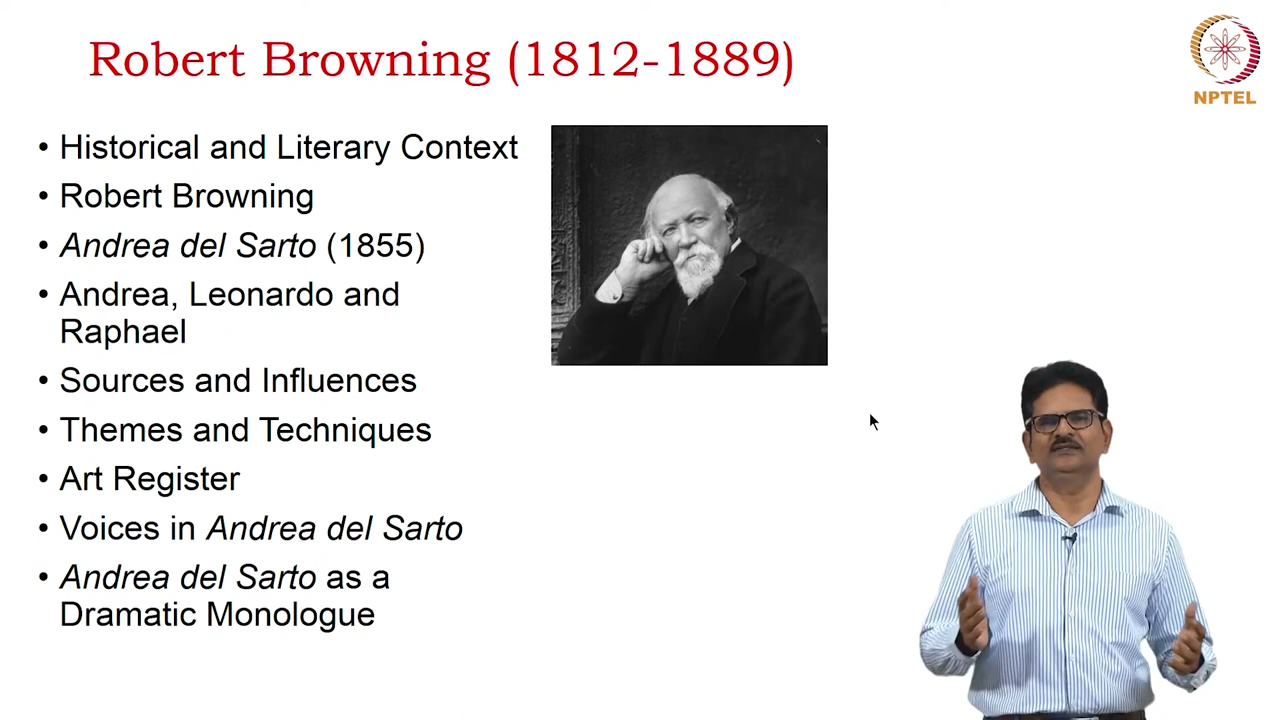 Robert Browning (1812-1889)
NPTEL
• Historical and Literary Context
• Robert Browning
• Andrea del Sarto (1855)
• Andrea, Leonardo and
Raphael
• Sources and Influences
• Themes and Techniques
• Art Register
• Voices in Andrea del Sarto
• Andrea del Sarto as a
Dramatic Monologue